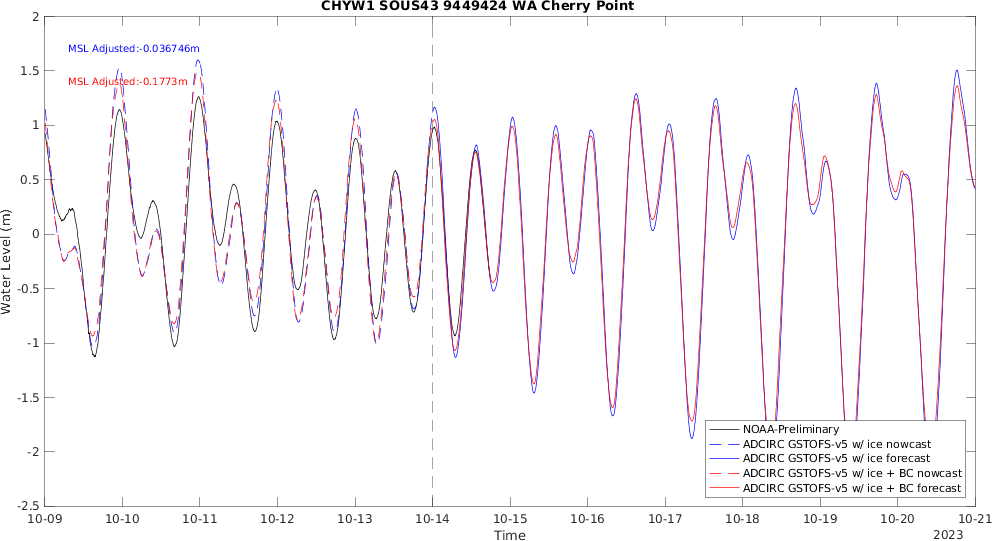 CHYW1 SOUS43 9449424 WA Cherry Point
MSL Adjusted:-0.036746m
MSL Adjusted:-0.1773m
Water Level (m)
2
1.5
1
0.5
0
-0.5
-1
-1.5
-2
-2.5
NOAA-Preliminary
ADCIRC GSTOFS-v5 w/ ice nowcast
ADCIRC GSTOFS-v5 w/ ice forecast
ADCIRC GSTOFS-v5 w/ ice + BC nowcast
ADCIRC GSTOFS-v5 w/ ice + BC forecast
10-09 10-10 10-11 10-12 10-13 10-14 10-15 10-16 10-17 10-18 10-19 10-20 10-21
Time
2023